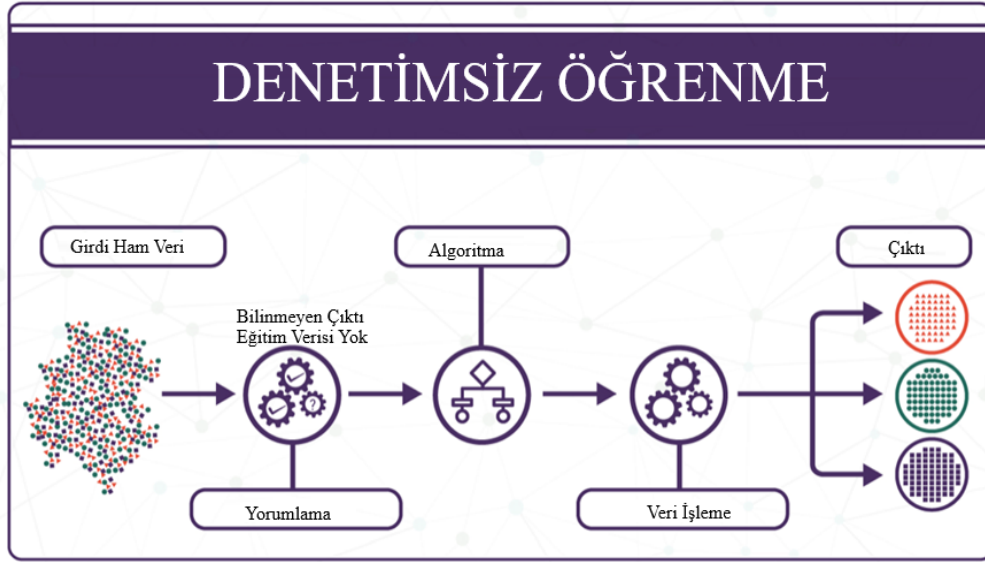 DENETİMSİZ ÖĞRENME
Girdi Ham Veri
Algoritma
Çıktı
Bilinmeyen Çıktı
Eğitim Verisi Yok
?
Yorumlama
Veri İşleme